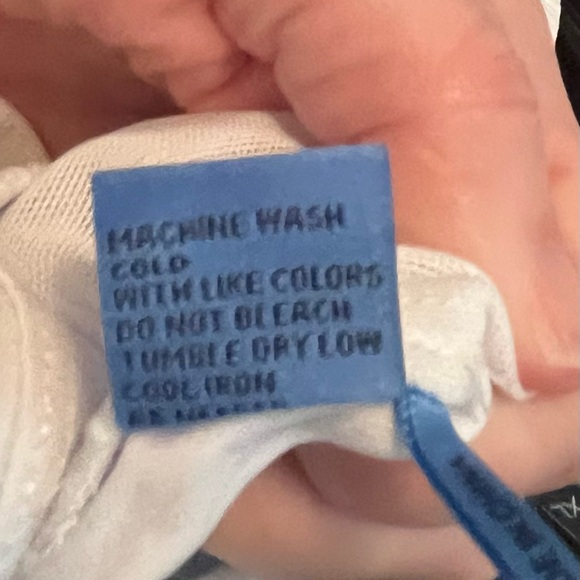 MACHINE WASH
COLD
WITH LIKE COLORS
DO NOT BLEACH
TUMBLE DRY LOW
COOL IRON